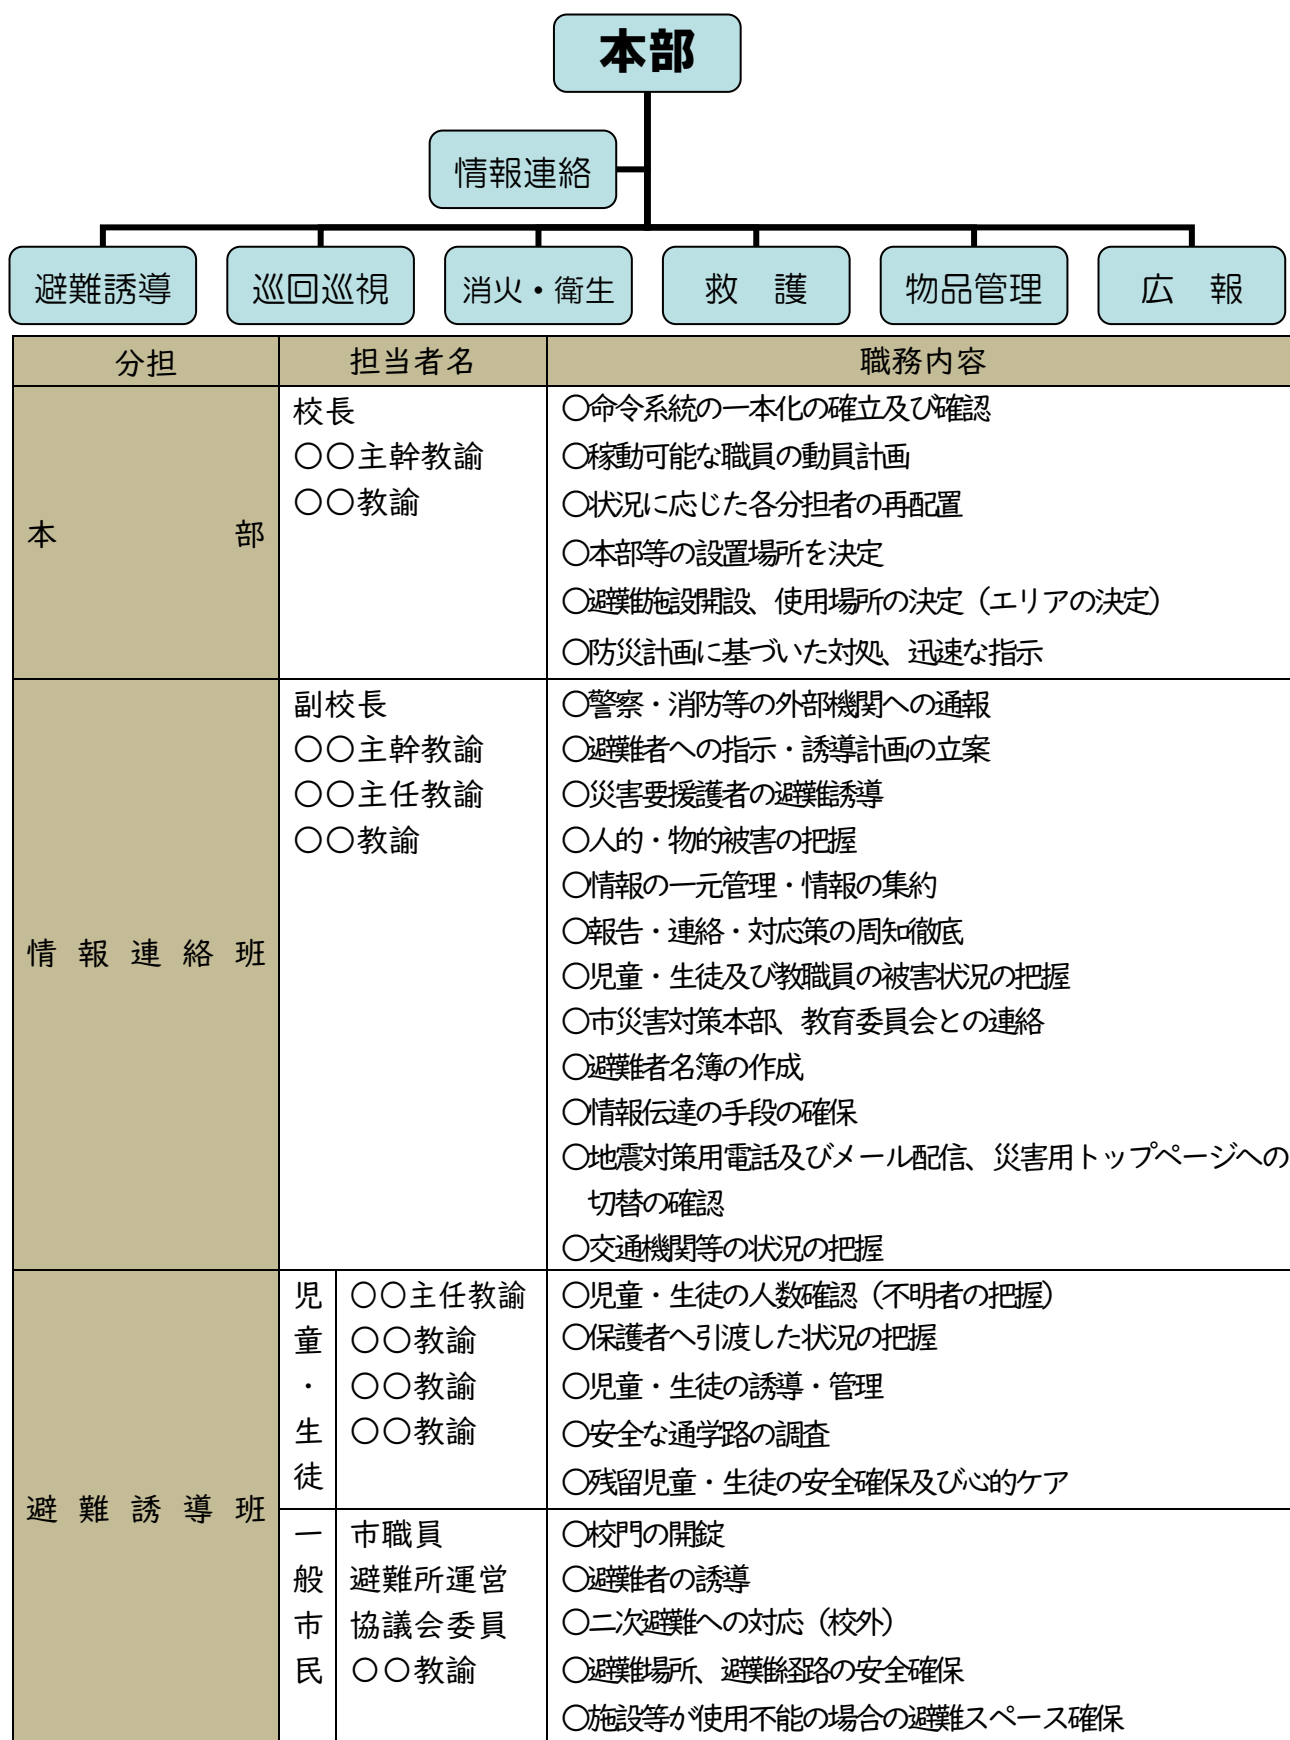 本部
情報連絡
避難誘導
巡回巡視
消火・衛生
救　護
物品管理
広　報
分担
担当者名
職務内容
本部
校長
〇〇主幹教諭
〇〇教諭
〇命令系統の一本化の確立及び確認
〇稼動可能な職員の動員計画
〇状況に応じた各分担者の再配置
〇本部等の設置場所を決定
〇避難施設開設、使用場所の決定（エリアの決定）
〇防災計画に基づいた対処、迅速な指示
情報連絡班
副校長
〇〇主幹教諭
〇〇主任教諭
〇〇教諭
〇警察・消防等の外部機関への通報
〇避難者への指示・誘導計画の立案
〇災害要援護者の避難誘導
〇人的・物的被害の把握
〇情報の一元管理・情報の集約
〇報告・連絡・対応策の周知徹底
〇児童・生徒及び教職員の被害状況の把握
〇市災害対策本部、教育委員会との連絡
〇避難者名簿の作成
〇情報伝達の手段の確保
〇地震対策用電話及びメール配信、災害用トップページへの
切替の確認
〇交通機関等の状況の把握
避難誘導班
児童・生徒
〇〇主任教諭
〇〇教諭
〇〇教諭
〇〇教諭
〇児童・生徒の人数確認（不明者の把握）
〇保護者へ引渡した状況の把握
〇児童・生徒の誘導・管理
〇安全な通学路の調査
〇残留児童・生徒の安全確保及び心的ケア
一般市民
市職員
避難所運営
協議会委員
〇〇教諭
〇校門の開錠
〇避難者の誘導
〇二次避難への対応（校外）
〇避難場所、避難経路の安全確保
〇施設等が使用不能の場合の避難スペース確保